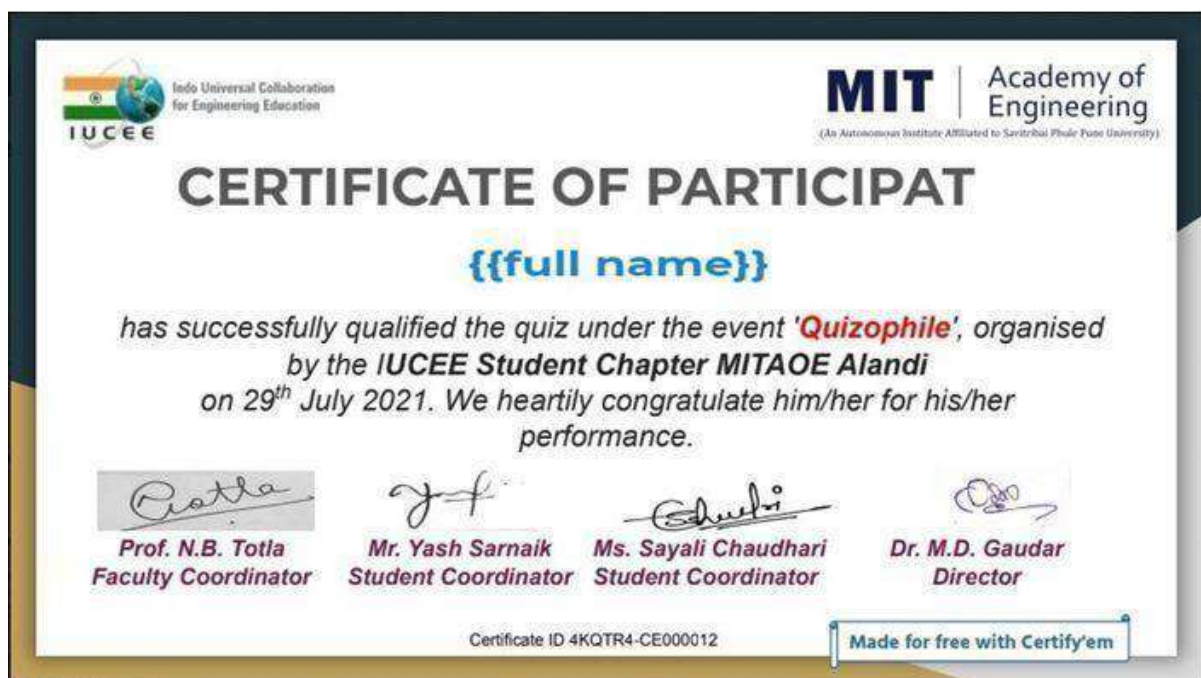 Indo Universal Collaboration
for Engineering Education
IUCEE
MIT
Academy of
Engineering
(An Autonomous Institute Affiliated to Savitribai Phule Pune University)
CERTIFICATE OF PARTICIPAT
{{full name}}
has successfully qualified the quiz under the event 'Quizophile', organised
by the IUCEE Student Chapter MITAOE Alandi
on 29th July 2021. We heartily congratulate him/her for his/her
performance.
Prof. N.B. Totla
Faculty Coordinator
Mr. Yash Sarnaik
Student Coordinator
Ms. Sayali Chaudhari
Student Coordinator
Dr. M.D. Gaudar
Director
Certificate ID 4KQTR4-CE000012
Made for free with Certify'em